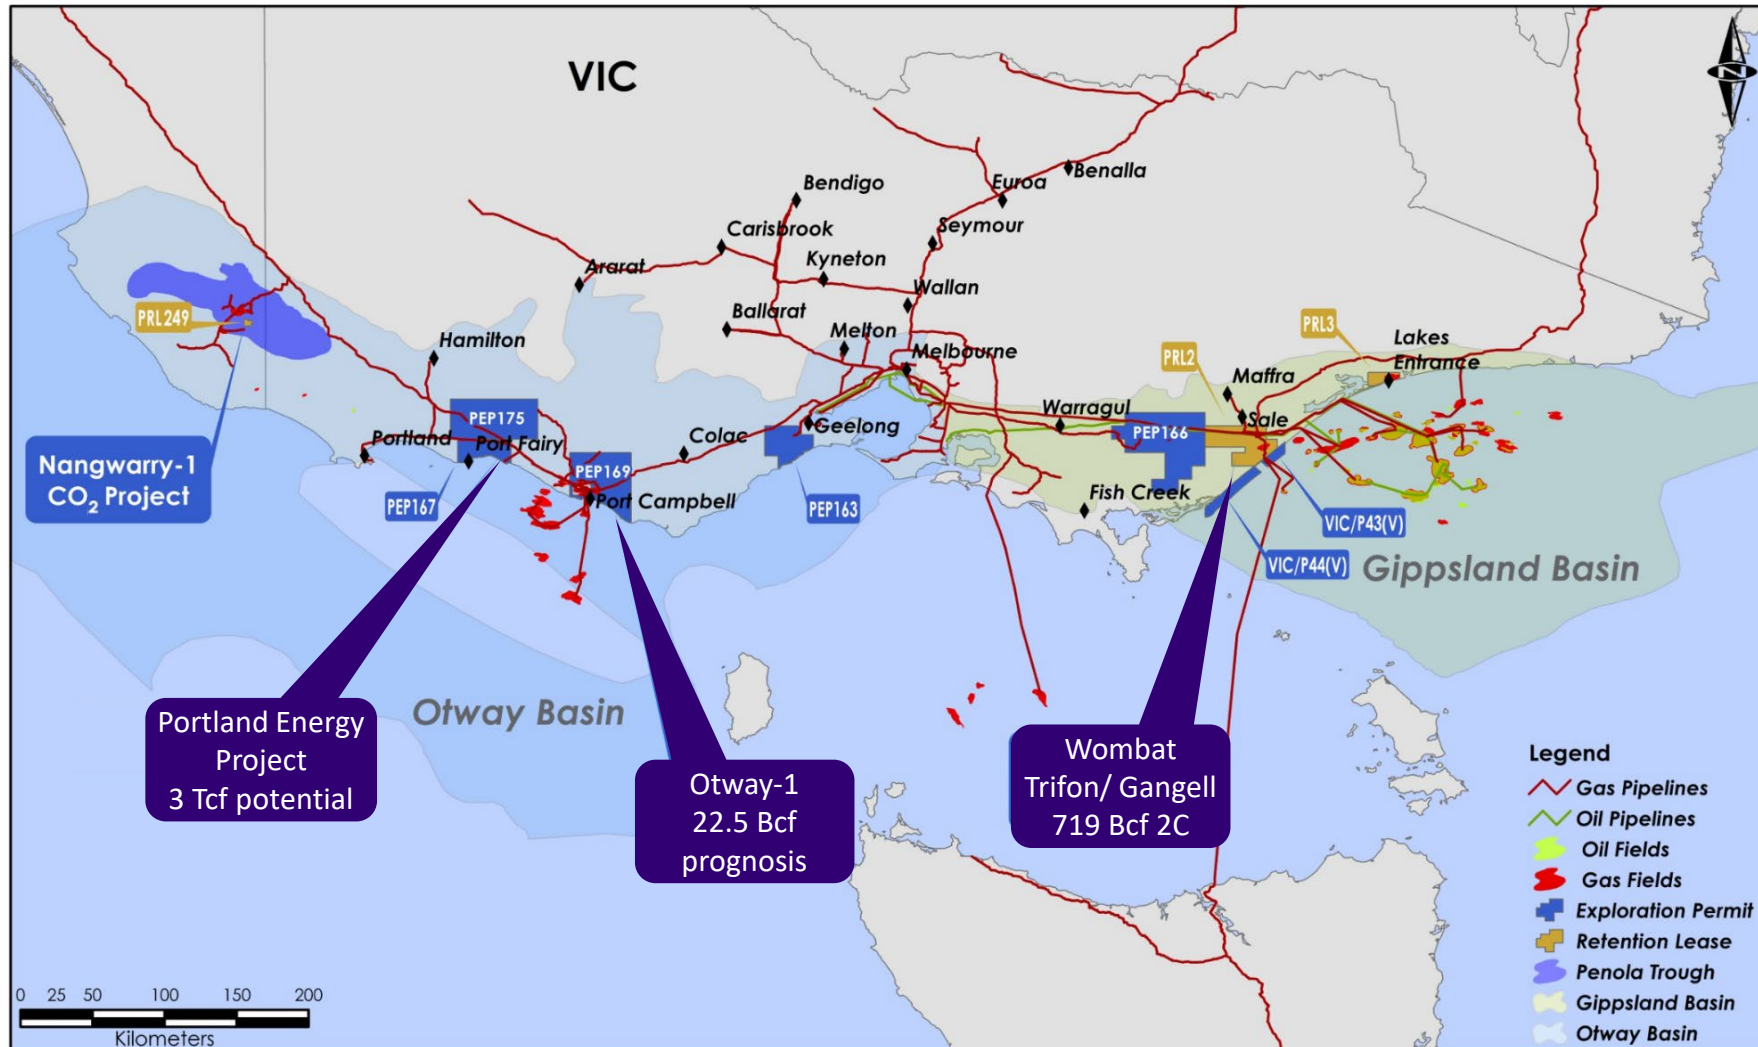 VIC
N
Bendigo
Carisbrook
Kyneton
Ararat
Ballarat
Melton
Euroa
Benalla
Seymour
Wallan
Melbourne
PRL249
Hamilton
PEP175
Portland
Port Fairy
PEP167
PEP169
Port Campbell
Colac
Geelong
PEP163
Nangwarry-1
CO₂ Project
PRL3
Lakes
Entrance
PRL2
Maffra
Sale
Warragul
PEP166
Fish Creek
VIC/P43(V)
VIC/P44(V)
Gippsland Basin
Otway Basin
Portland Energy
Project
3 Tcf potential
Otway-1
22.5 Bcf
prognosis
Wombat
Trifon/ Gangell
719 Bcf 2C
Legend
Gas Pipelines
Oil Pipelines
Oil Fields
Gas Fields
Exploration Permit
Retention Lease
Penola Trough
Gippsland Basin
Otway Basin
0 25 50 100 150 200
Kilometers